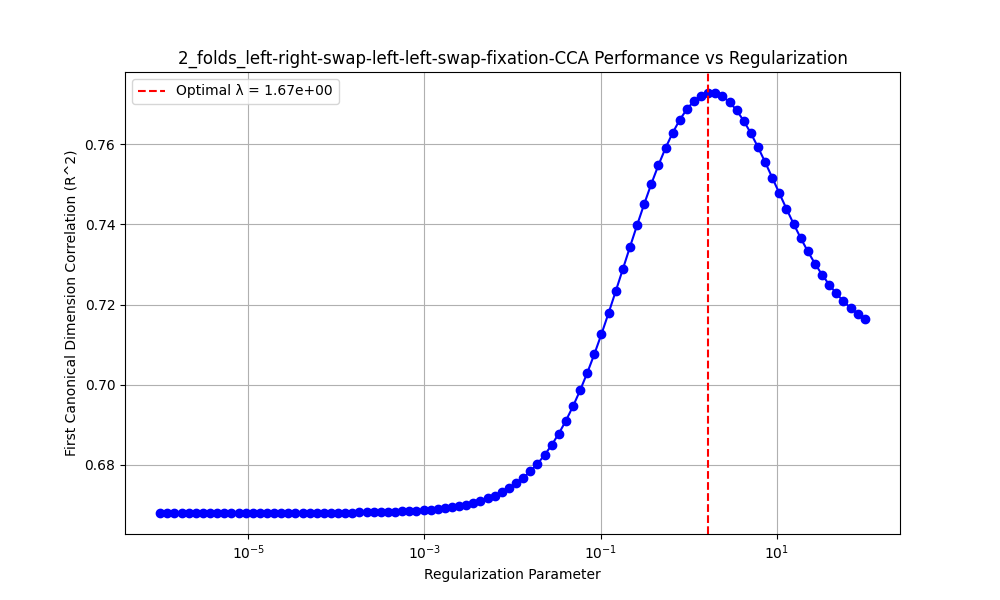 2_folds_left-right-swap-left-left-swap-fixation-CCA Performance vs Regularization
Optimal λ = 1.67e+00
First Canonical Dimension Correlation (R^2)
0.76
0.74
0.72
0.70
0.68
10^-5
10^-3
10^-1
10^1
Regularization Parameter